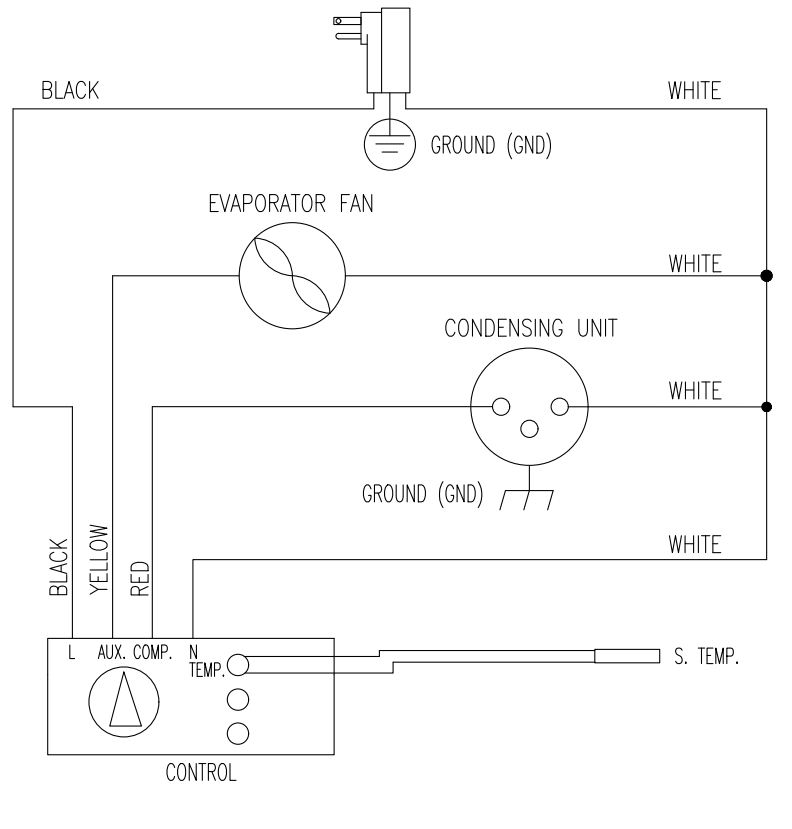 BLACK
WHITE
GROUND (GND)
EVAPORATOR FAN
WHITE
CONDENSING UNIT
WHITE
GROUND (GND)
BLACK
YELLOW
RED
WHITE
L AUX. COMP. N
TEMP.
S. TEMP.
CONTROL